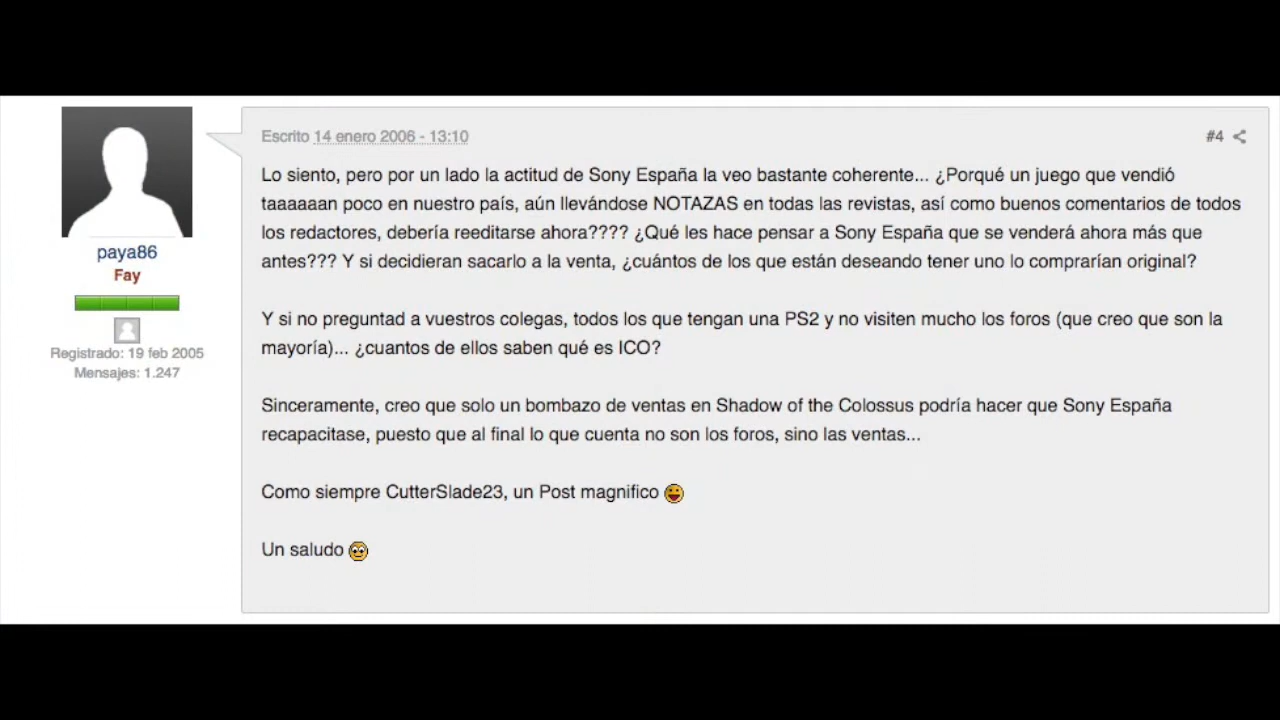 Escrito 14 enero 2006 - 13:10
#4
Lo siento, pero por un lado la actitud de Sony España la veo bastante coherente... ¿Porqué un juego que vendió
taaaaaan poco en nuestro país, aún llevándose NOTAZAS en todas las revistas, así como buenos comentarios de todos
los redactores, debería reeditarse ahora???? ¿Qué les hace pensar a Sony España que se venderá ahora más que
antes??? Y si decidieran sacarlo a la venta, ¿cuántos de los que están deseando tener uno lo comprarían original?
Y si no preguntad a vuestros colegas, todos los que tengan una PS2 y no visiten mucho los foros (que creo que son la
mayoría)... ¿cuantos de ellos saben qué es ICO?
Sinceramente, creo que solo un bombazo de ventas en Shadow of the Colossus podría hacer que Sony España
recapacitase, puesto que al final lo que cuenta no son los foros, sino las ventas...
Como siempre CutterSlade23, un Post magnifico
Un saludo
paya86
Fay
Registrado: 19 feb 2005
Mensajes: 1.247